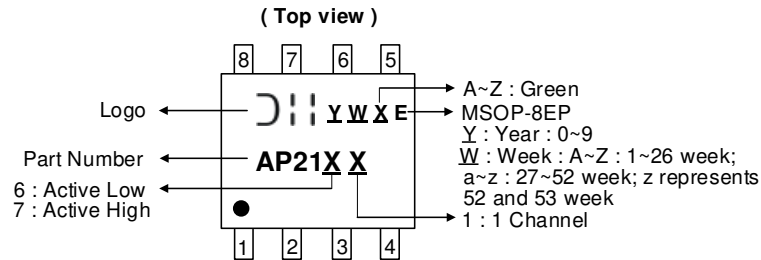 ( Top view )
8 7 6 5
Logo
Y W X E
A~Z : Green
MSOP-8EP
Y : Year : 0~9
W : Week : A~Z : 1~26 week;
a~z : 27~52 week; z represents
52 and 53 week
Part Number
AP21X X
6 : Active Low
7 : Active High
1 : 1 Channel
1 2 3 4